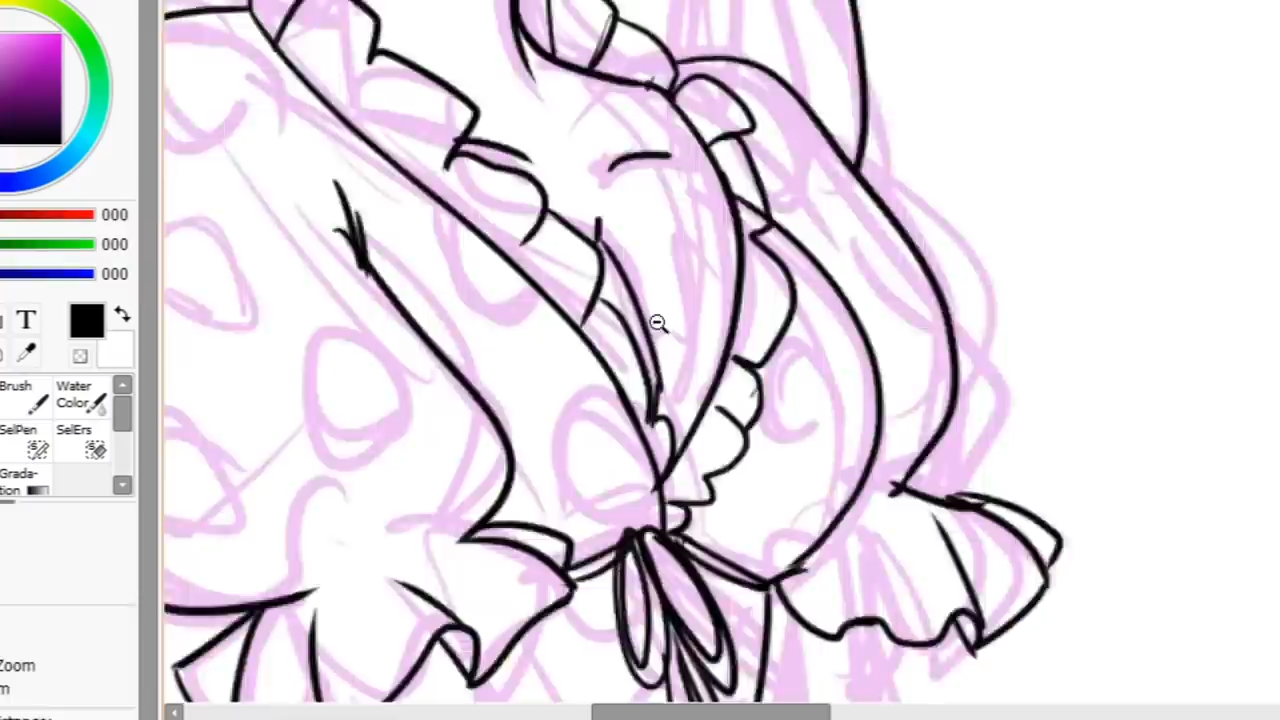 000
000
000
T
Brush
Water
Color
SelPen
SelErs
Grada-
tion
Zoom